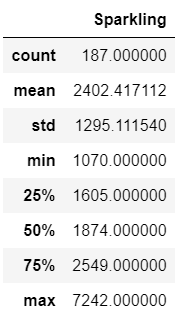 Sparkling
count 187.000000
mean 2402.417112
std 1295.111540
min 1070.000000
25% 1605.000000
50% 1874.000000
75% 2549.000000
max 7242.000000